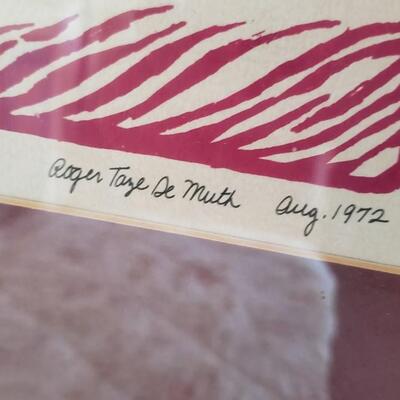 Roger Taze De Muth Aug. 1972